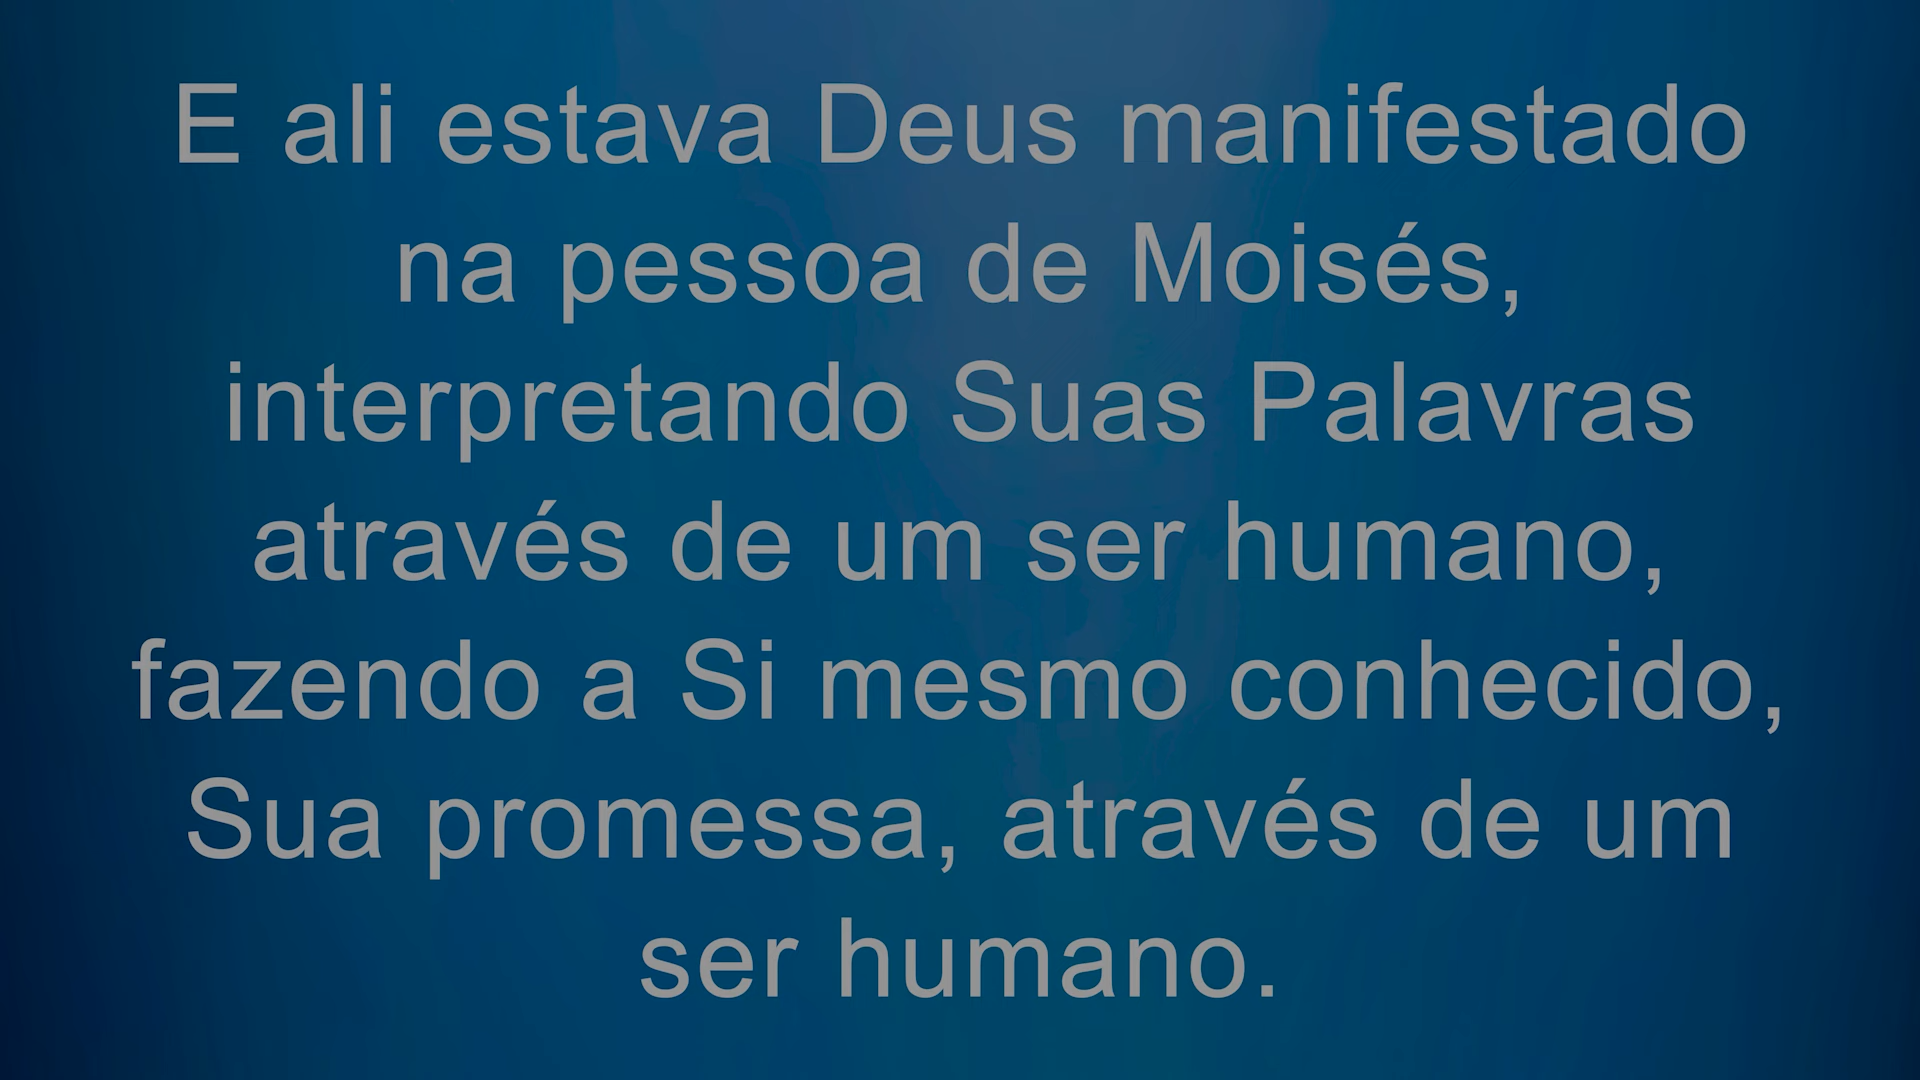 E ali estava Deus manifestado
na pessoa de Moisés,
interpretando Suas Palavras
através de um ser humano,
fazendo a Si mesmo conhecido,
Sua promessa, através de um
ser humano.